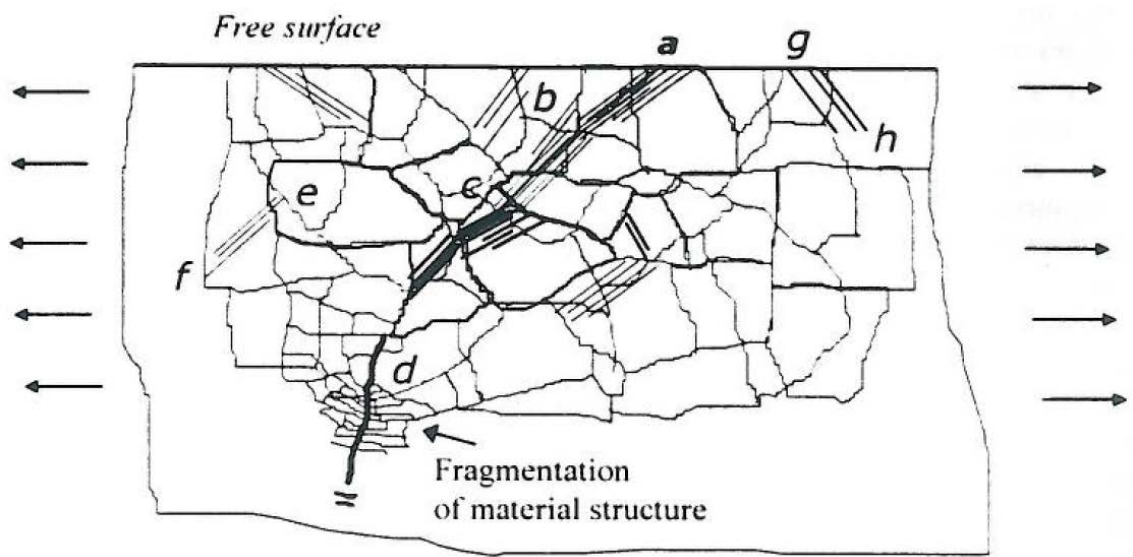 Free surface
a
g
b
h
e
c
f
d
Fragmentation
of material structure